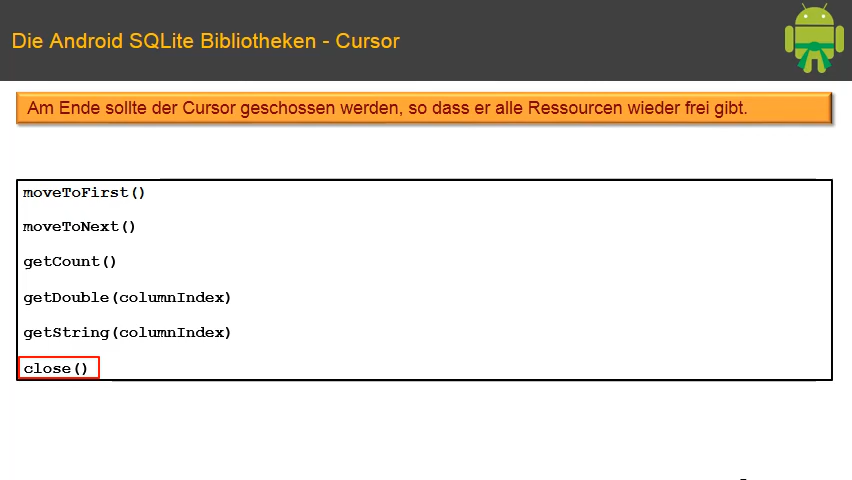 Die Android SQLite Bibliotheken - Cursor
Am Ende sollte der Cursor geschossen werden, so dass er alle Ressourcen wieder frei gibt.
moveToFirst()
moveToNext()
getCount()
getDouble(columnIndex)
getString(columnIndex)
close()